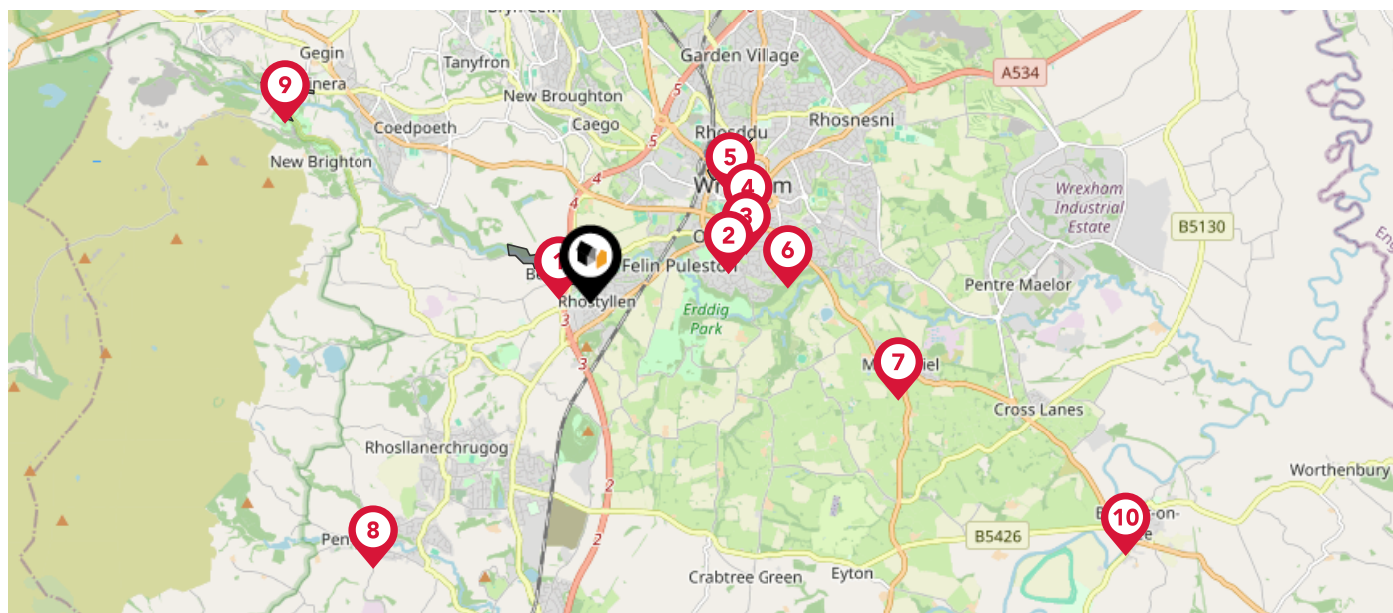 Gegin
Garden Village
Tanyfron
A534
9
New Broughton
5
Coedpoeth
Caego
Rhosddu
Rhosnesni
5
5
New Brighton
4
4
Wrexham
Industrial
Estate
4
3
B5130
2
6
1
Felin Puleston
Pentre Maelor
Rhostyllen
Erddig
Park
3
3
7
Cross Lanes
Rhosllanerchrugog
Worthenbury
2
10
8
B5426
2
Crabtree Green
Eyton